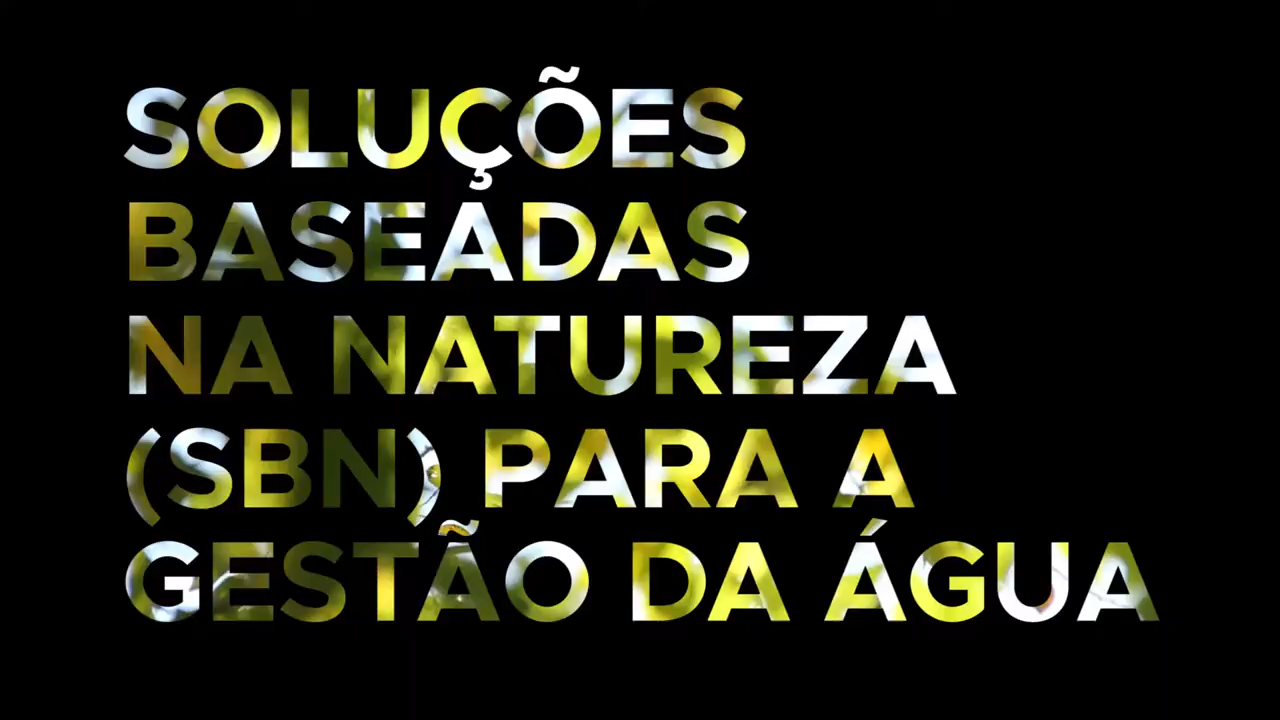 SOLUÇÕES
BASEADAS
NA NATUREZA
(SBN) PARA A
GESTÃO DA ÁGUA